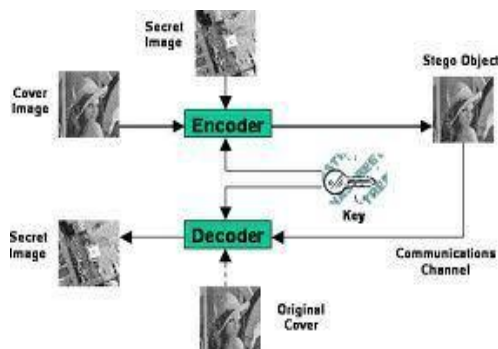 Secret
Image
Stego Object
Cover
Image
Encoder
Key
Secret
Image
Decoder
Communications
Channel
Original
Cover